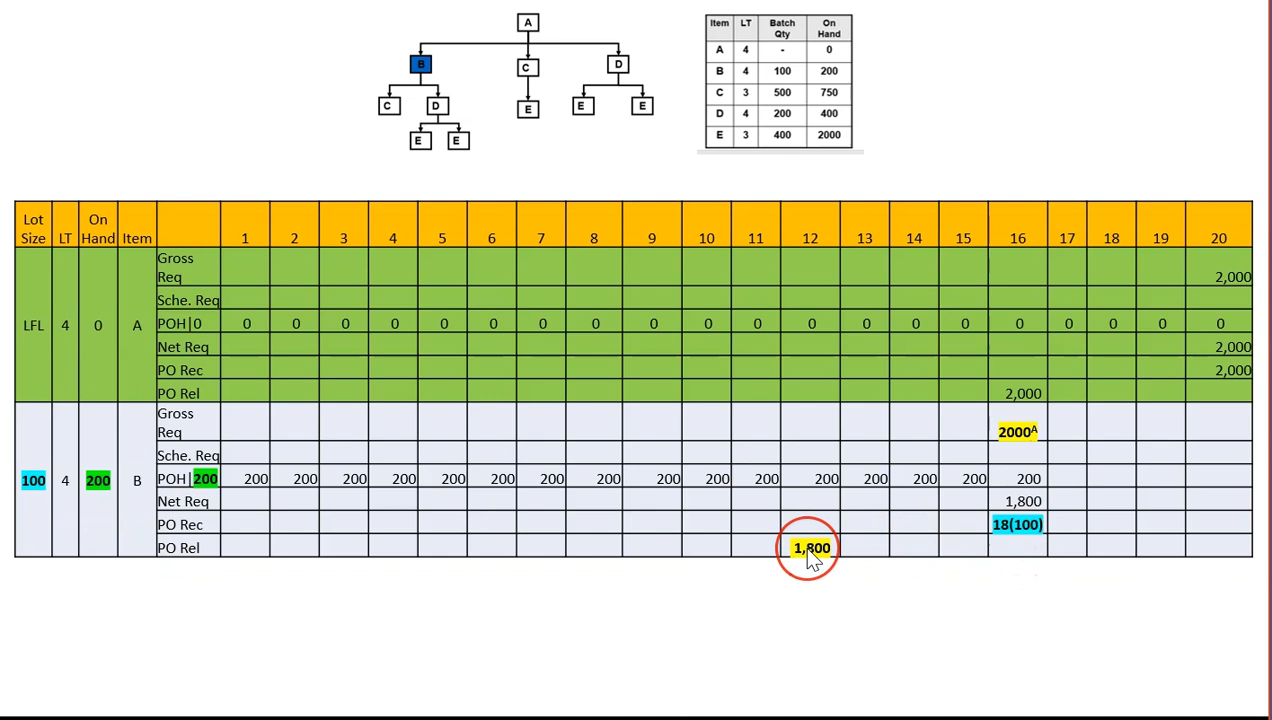 A
B C D
C D E E E
E E
Item LT Batch Qty On Hand
A 4 - 0
B 4 100 200
C 3 500 750
D 4 200 400
E 3 400 2000
Lot Size LT On Hand Item 1 2 3 4 5 6 7 8 9 10 11 12 13 14 15 16 17 18 19 20
Gross Req 2,000
Sche. Req
LFL 4 0 A POH|0 0 0 0 0 0 0 0 0 0 0 0 0 0 0 0 0 0 0 0 0
Net Req 2,000
PO Rec 2,000
PO Rel 2,000
Gross Req 2000ᴬ
Sche. Req
100 4 200 B POH|200 200 200 200 200 200 200 200 200 200 200 200 200 200 200 200 200
Net Req 1,800
PO Rec 18(100)
PO Rel 1,800